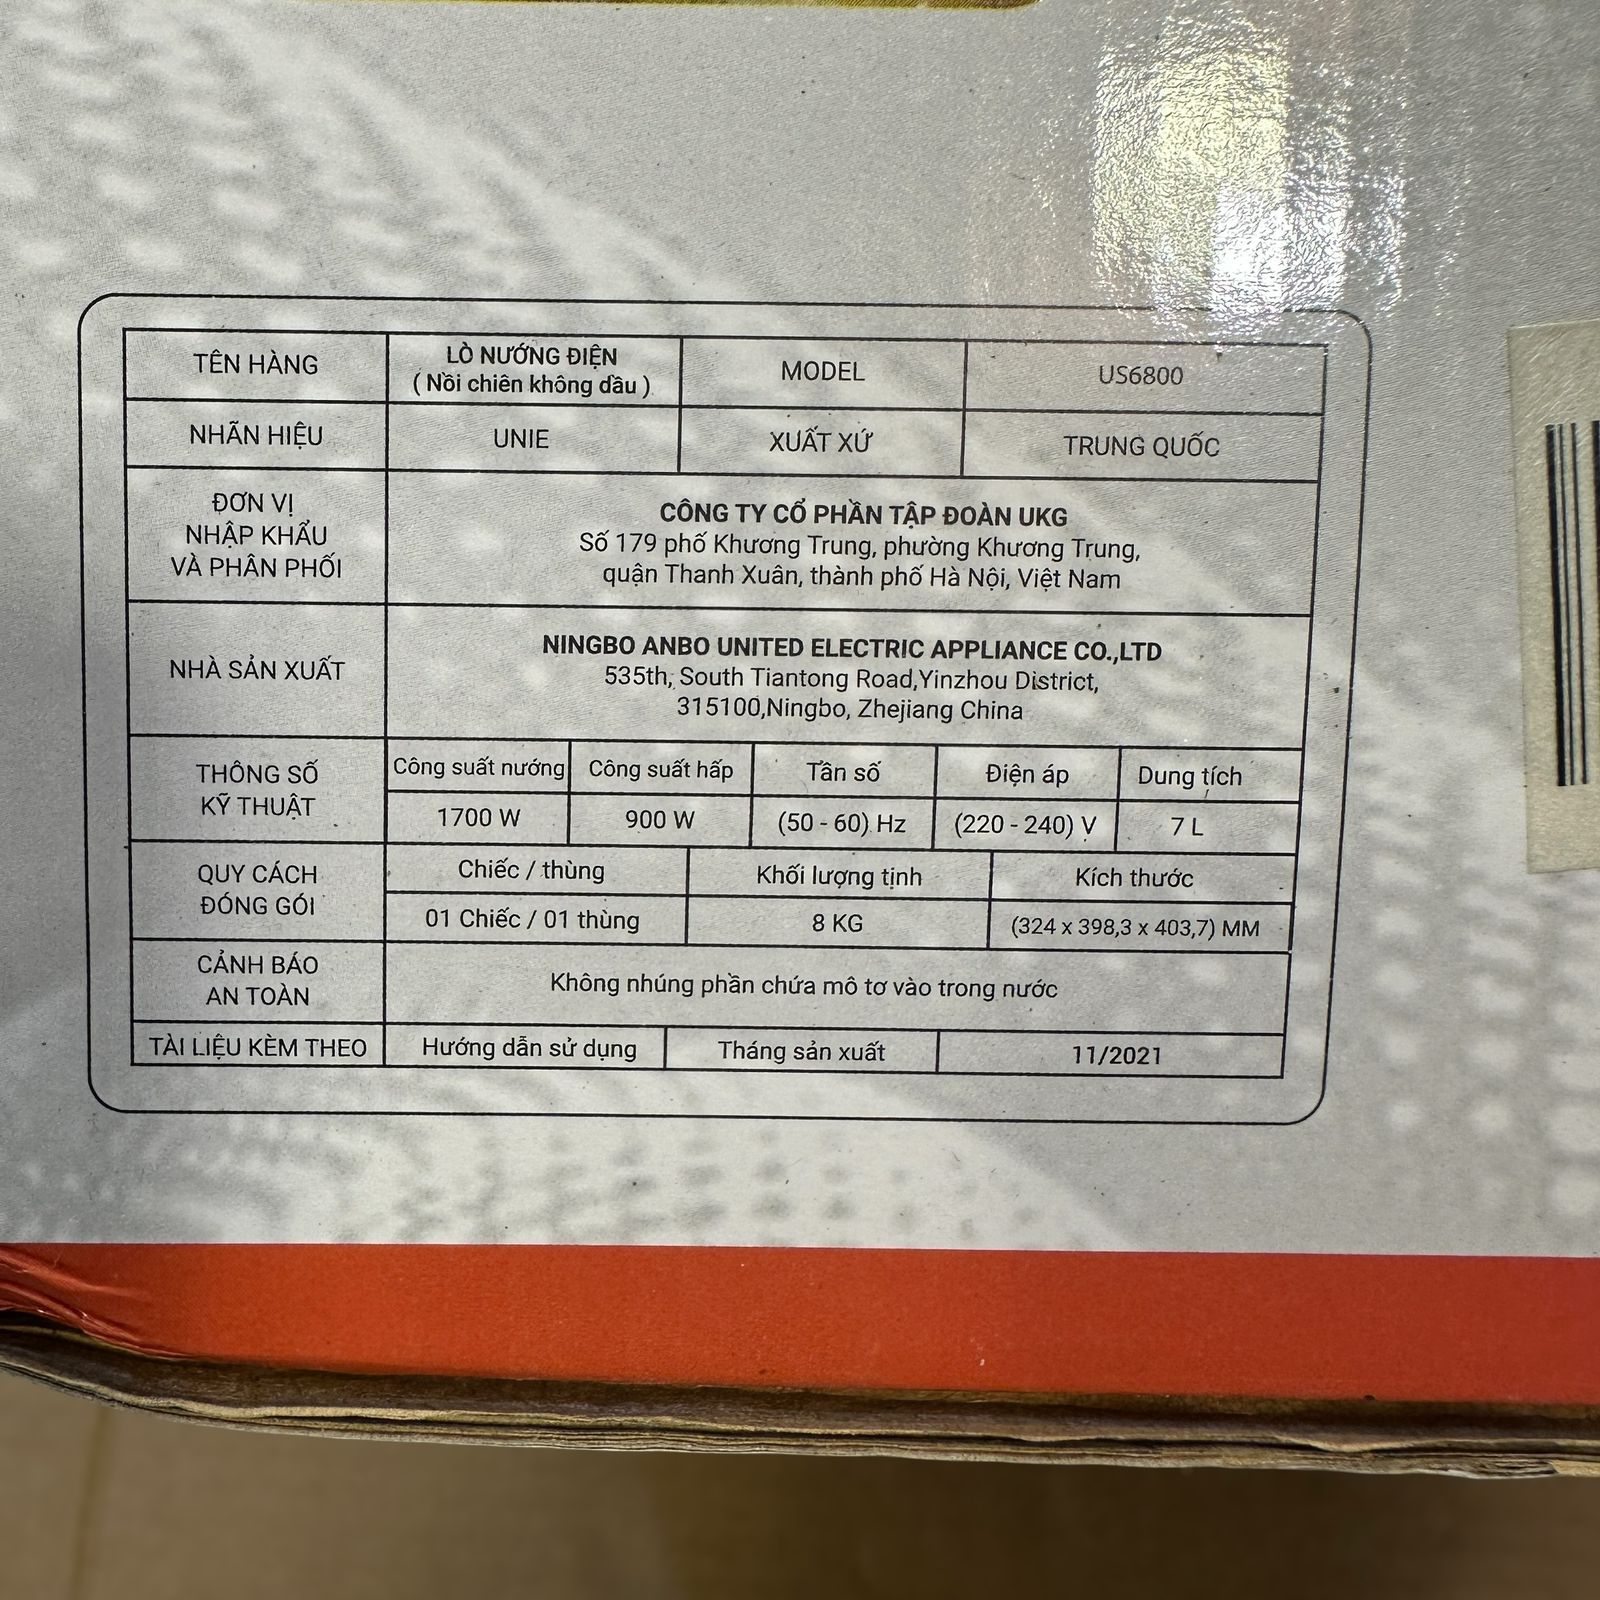 TÊN HÀNG
LÒ NƯỚNG ĐIỆN
( Nồi chiên không dầu )
MODEL
US6800
NHÃN HIỆU
UNIE
XUẤT XỨ
TRUNG QUỐC
ĐƠN VỊ
NHẬP KHẨU
VÀ PHÂN PHỐI
CÔNG TY CỔ PHẦN TẬP ĐOÀN UKG
Số 179 phố Khương Trung, phường Khương Trung,
quận Thanh Xuân, thành phố Hà Nội, Việt Nam
NHÀ SẢN XUẤT
NINGBO ANBO UNITED ELECTRIC APPLIANCE CO.,LTD
535th, South Tiantong Road,Yinzhou District,
315100,Ningbo, Zhejiang China
THÔNG SỐ
KỸ THUẬT
Công suất nướng
Công suất hấp
Tần số
Điện áp
Dung tích
1700 W
900 W
(50 - 60) Hz
(220 - 240) V
7 L
QUY CÁCH
ĐÓNG GÓI
Chiếc / thùng
Khối lượng tịnh
Kích thước
01 Chiếc / 01 thùng
8 KG
(324 x 398,3 x 403,7) MM
CẢNH BÁO
AN TOÀN
Không nhúng phần chứa mô tơ vào trong nước
TÀI LIỆU KÈM THEO
Hướng dẫn sử dụng
Tháng sản xuất
11/2021